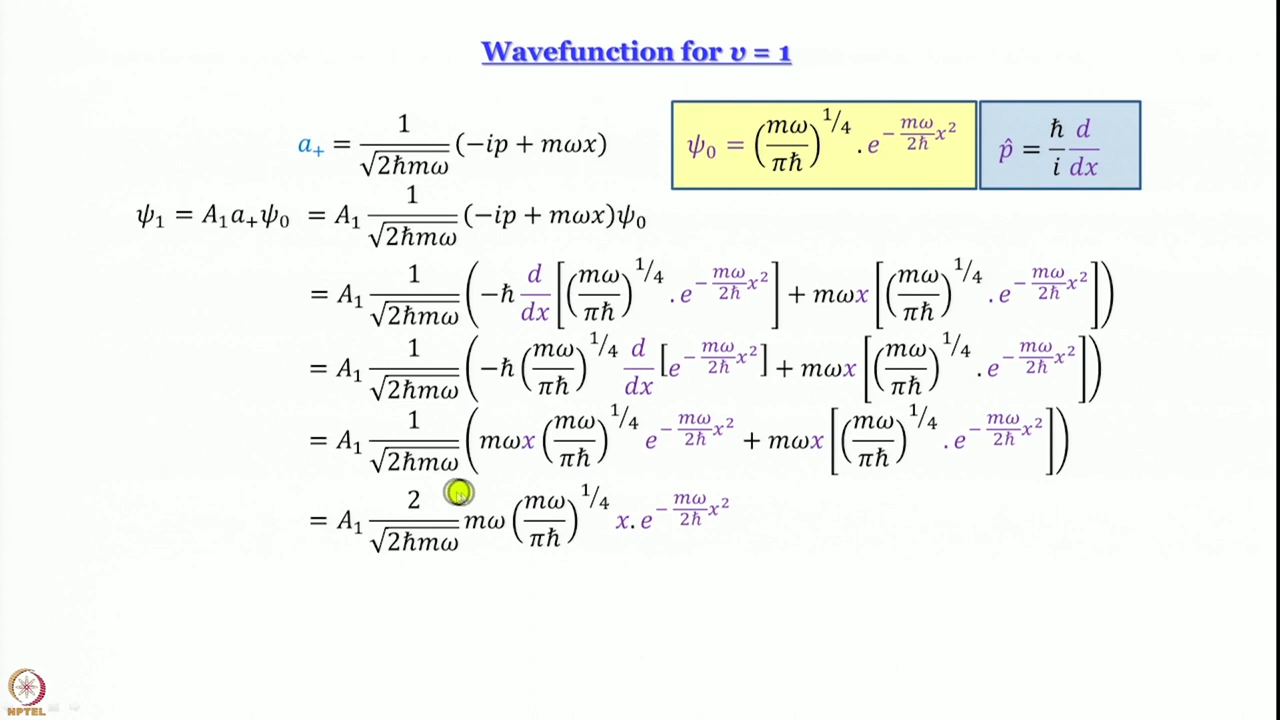 Wavefunction for v = 1
a₊ = 1/√(2ℏmω) (−ip + mωx)
ψ₀ = (mω/πℏ)^(1/4) . e^(−(mω/2ℏ)x²)
p̂ = (ℏ/i) (d/dx)
ψ₁ = A₁a₊ψ₀ = A₁ 1/√(2ℏmω) (−ip + mωx)ψ₀
= A₁ 1/√(2ℏmω) (−ℏ d/dx [(mω/πℏ)^(1/4) . e^(−(mω/2ℏ)x²)] + mωx [(mω/πℏ)^(1/4) . e^(−(mω/2ℏ)x²)])
= A₁ 1/√(2ℏmω) (−ℏ (mω/πℏ)^(1/4) d/dx [e^(−(mω/2ℏ)x²)] + mωx [(mω/πℏ)^(1/4) . e^(−(mω/2ℏ)x²)])
= A₁ 1/√(2ℏmω) (mωx (mω/πℏ)^(1/4) e^(−(mω/2ℏ)x²) + mωx [(mω/πℏ)^(1/4) . e^(−(mω/2ℏ)x²)])
= A₁ 2/√(2ℏmω) mω (mω/πℏ)^(1/4) x. e^(−(mω/2ℏ)x²)
NPTEL